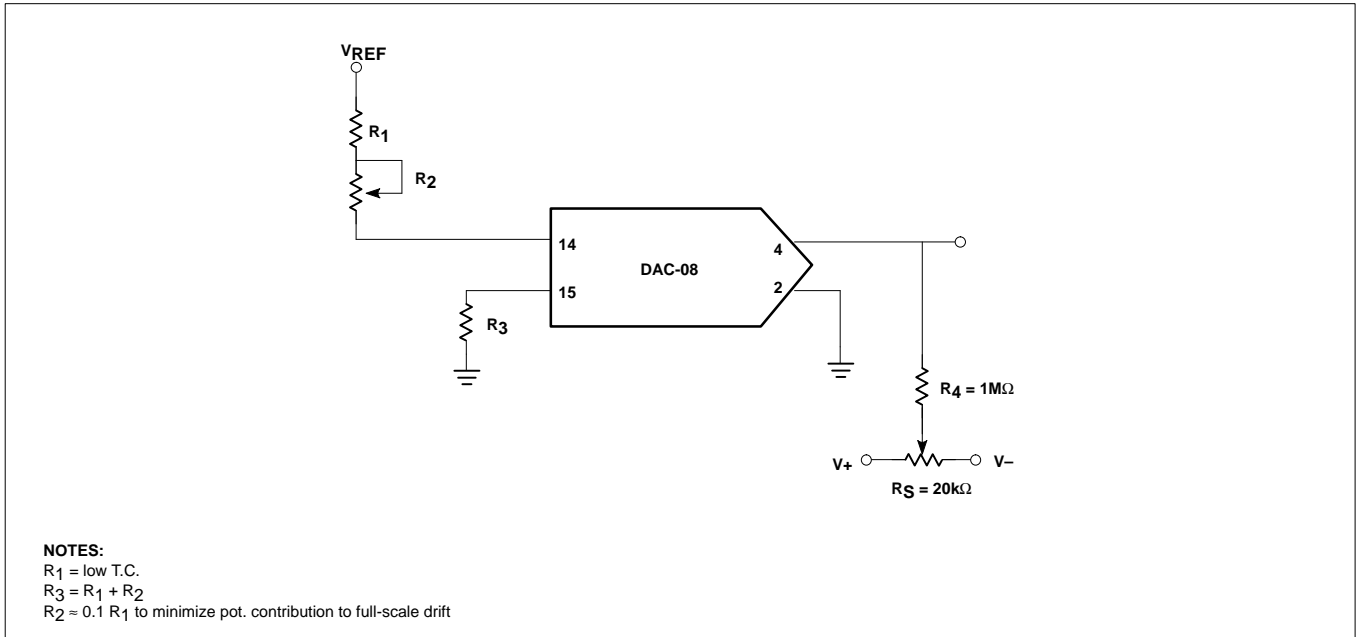 VREF
R1
R2
14
4
DAC-08
15
2
R3
R4 = 1MΩ
V+
V–
RS = 20kΩ
NOTES:
R1 = low T.C.
R3 = R1 + R2
R2 ≈ 0.1 R1 to minimize pot. contribution to full-scale drift